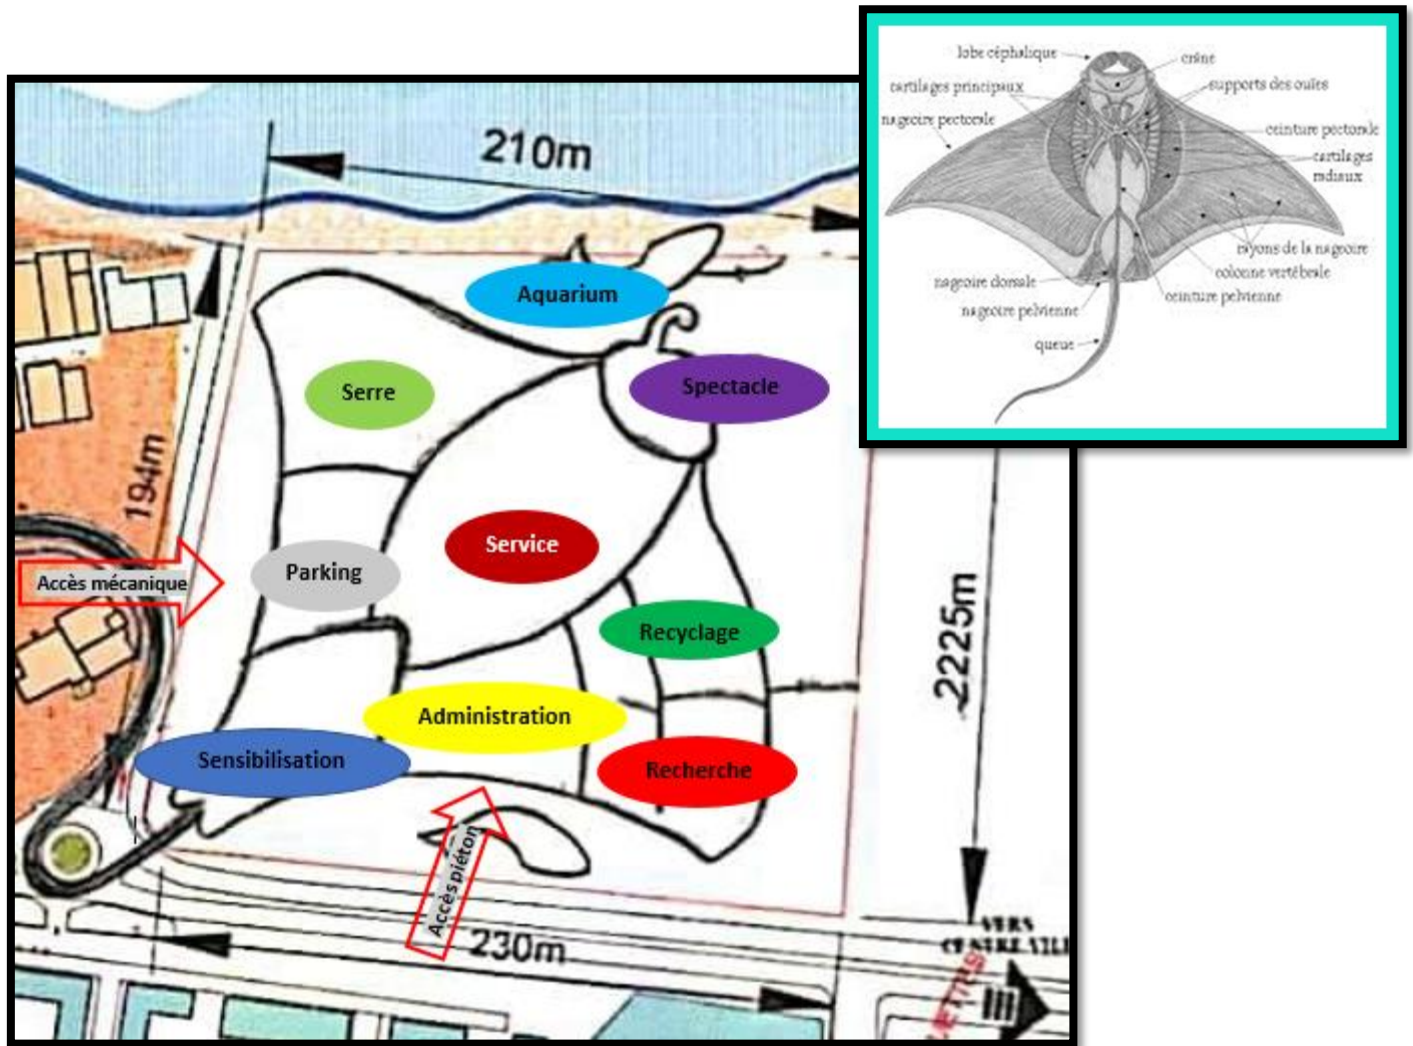 lobe céphalique
crâne
cartilages principaux
supports des ouïes
nageoire pectorale
ceinture pectorale
cartilages
radiaux
rayons de la nageoire
colonne vertébrale
nageoire dorsale
ceinture pelvienne
nageoire pelvienne
queue
210m
Aquarium
Spectacle
Serre
194m
Service
Parking
Accès mécanique
2225m
Recyclage
Administration
Sensibilisation
Recherche
Accès piéton
230m
VERS